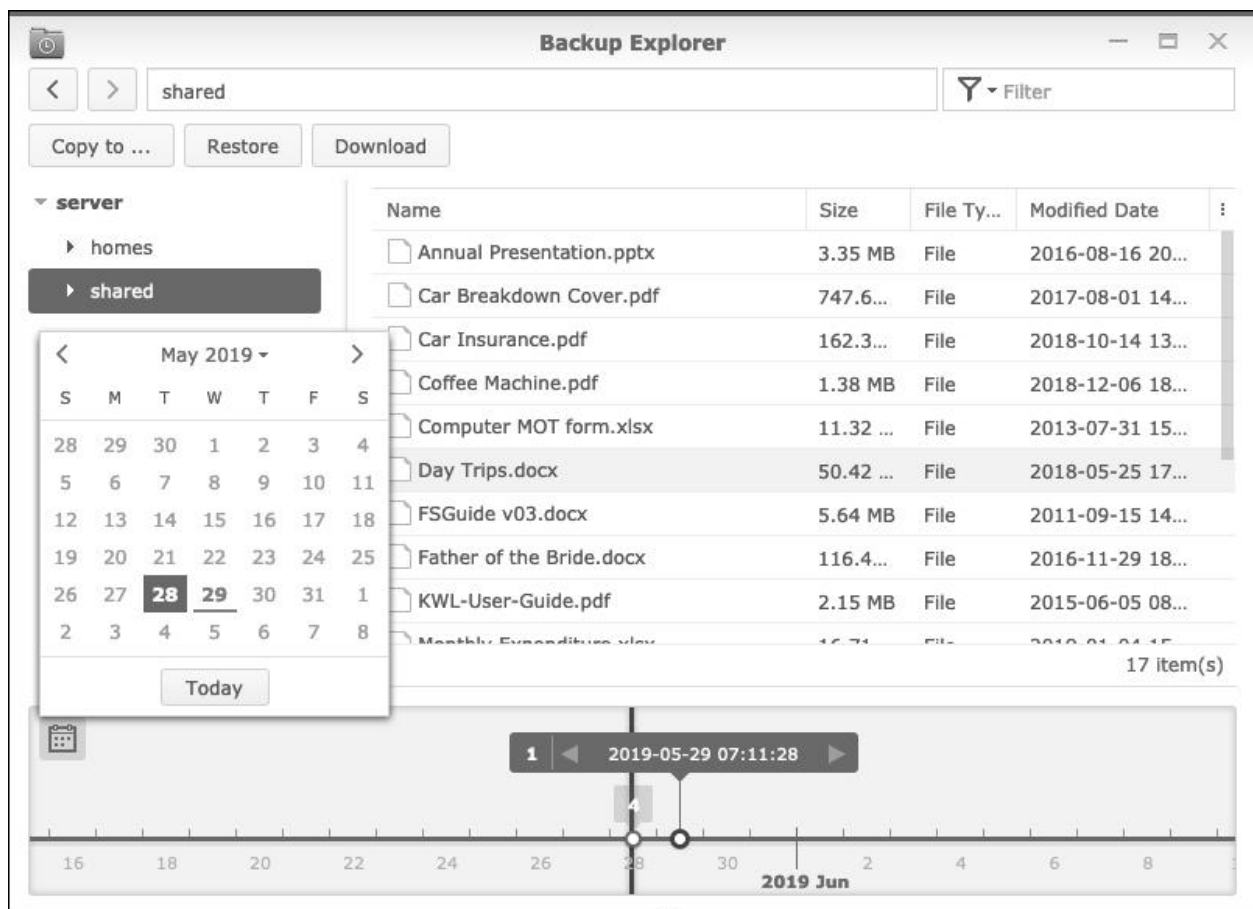 Backup Explorer
shared
Filter
Copy to ...
Restore
Download
server
homes
shared
Name Size File Ty... Modified Date
Annual Presentation.pptx 3.35 MB File 2016-08-16 20...
Car Breakdown Cover.pdf 747.6... File 2017-08-01 14...
Car Insurance.pdf 162.3... File 2018-10-14 13...
Coffee Machine.pdf 1.38 MB File 2018-12-06 18...
Computer MOT form.xlsx 11.32 ... File 2013-07-31 15...
Day Trips.docx 50.42 ... File 2018-05-25 17...
FSGuide v03.docx 5.64 MB File 2011-09-15 14...
Father of the Bride.docx 116.4... File 2016-11-29 18...
KWL-User-Guide.pdf 2.15 MB File 2015-06-05 08...
Monthly Expenditure.xlsx 16.71 File
17 item(s)
May 2019
S M T W T F S
28 29 30 1 2 3 4
5 6 7 8 9 10 11
12 13 14 15 16 17 18
19 20 21 22 23 24 25
26 27 28 29 30 31 1
2 3 4 5 6 7 8
Today
1 2019-05-29 07:11:28
4
16 18 20 22 24 26 28 30 2 4 6 8
2019 Jun